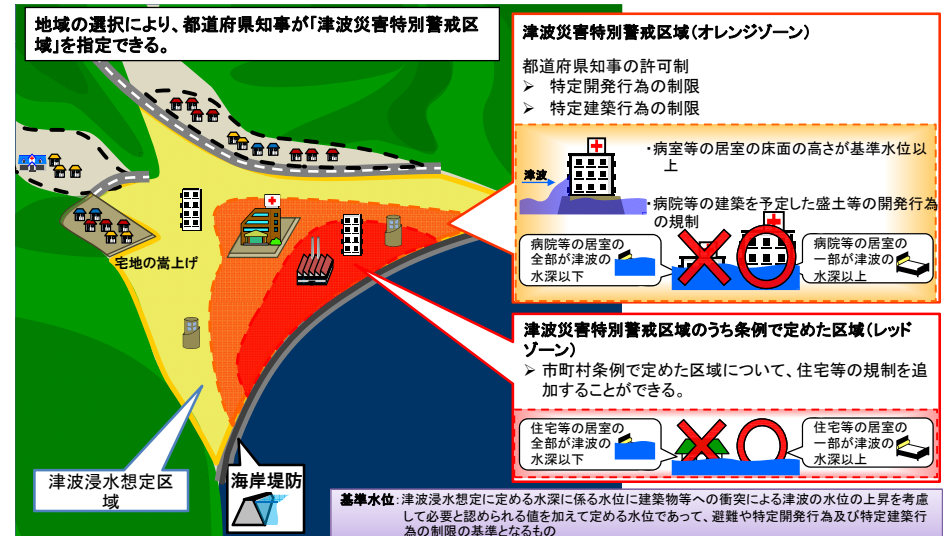 地域の選択により、都道府県知事が「津波災害特別警戒区
域」を指定できる。
津波災害特別警戒区域(オレンジゾーン)
都道府県知事の許可制
➢ 特定開発行為の制限
➢ 特定建築行為の制限
津波
・病室等の居室の床面の高さが基準水位以
上
・病院等の建築を予定した盛土等の開発行為
の規制
病院等の居室の
全部が津波の
水深以下
病院等の居室の
一部が津波の
水深以上
宅地の嵩上げ
津波災害特別警戒区域のうち条例で定めた区域(レッド
ゾーン)
➢ 市町村条例で定めた区域について、住宅等の規制を追
加することができる。
住宅等の居室の
全部が津波の
水深以下
住宅等の居室の
一部が津波の
水深以上
津波浸水想定区
域
海岸堤防
基準水位:津波浸水想定に定める水深に係る水位に建築物等への衝突による津波の水位の上昇を考慮
して必要と認められる値を加えて定める水位であって、避難や特定開発行為及び特定建築行
為の制限の基準となるもの